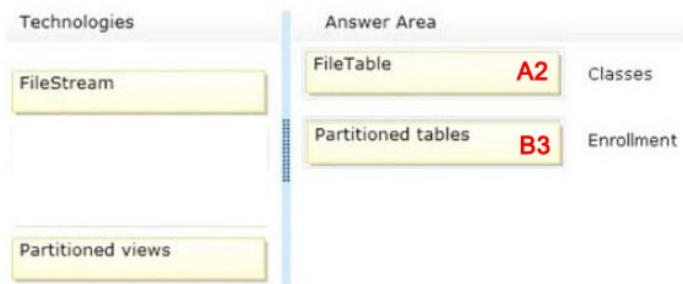 Technologies
Answer Area
FileStream
FileTable A2 Classes
Partitioned tables B3 Enrollment
Partitioned views